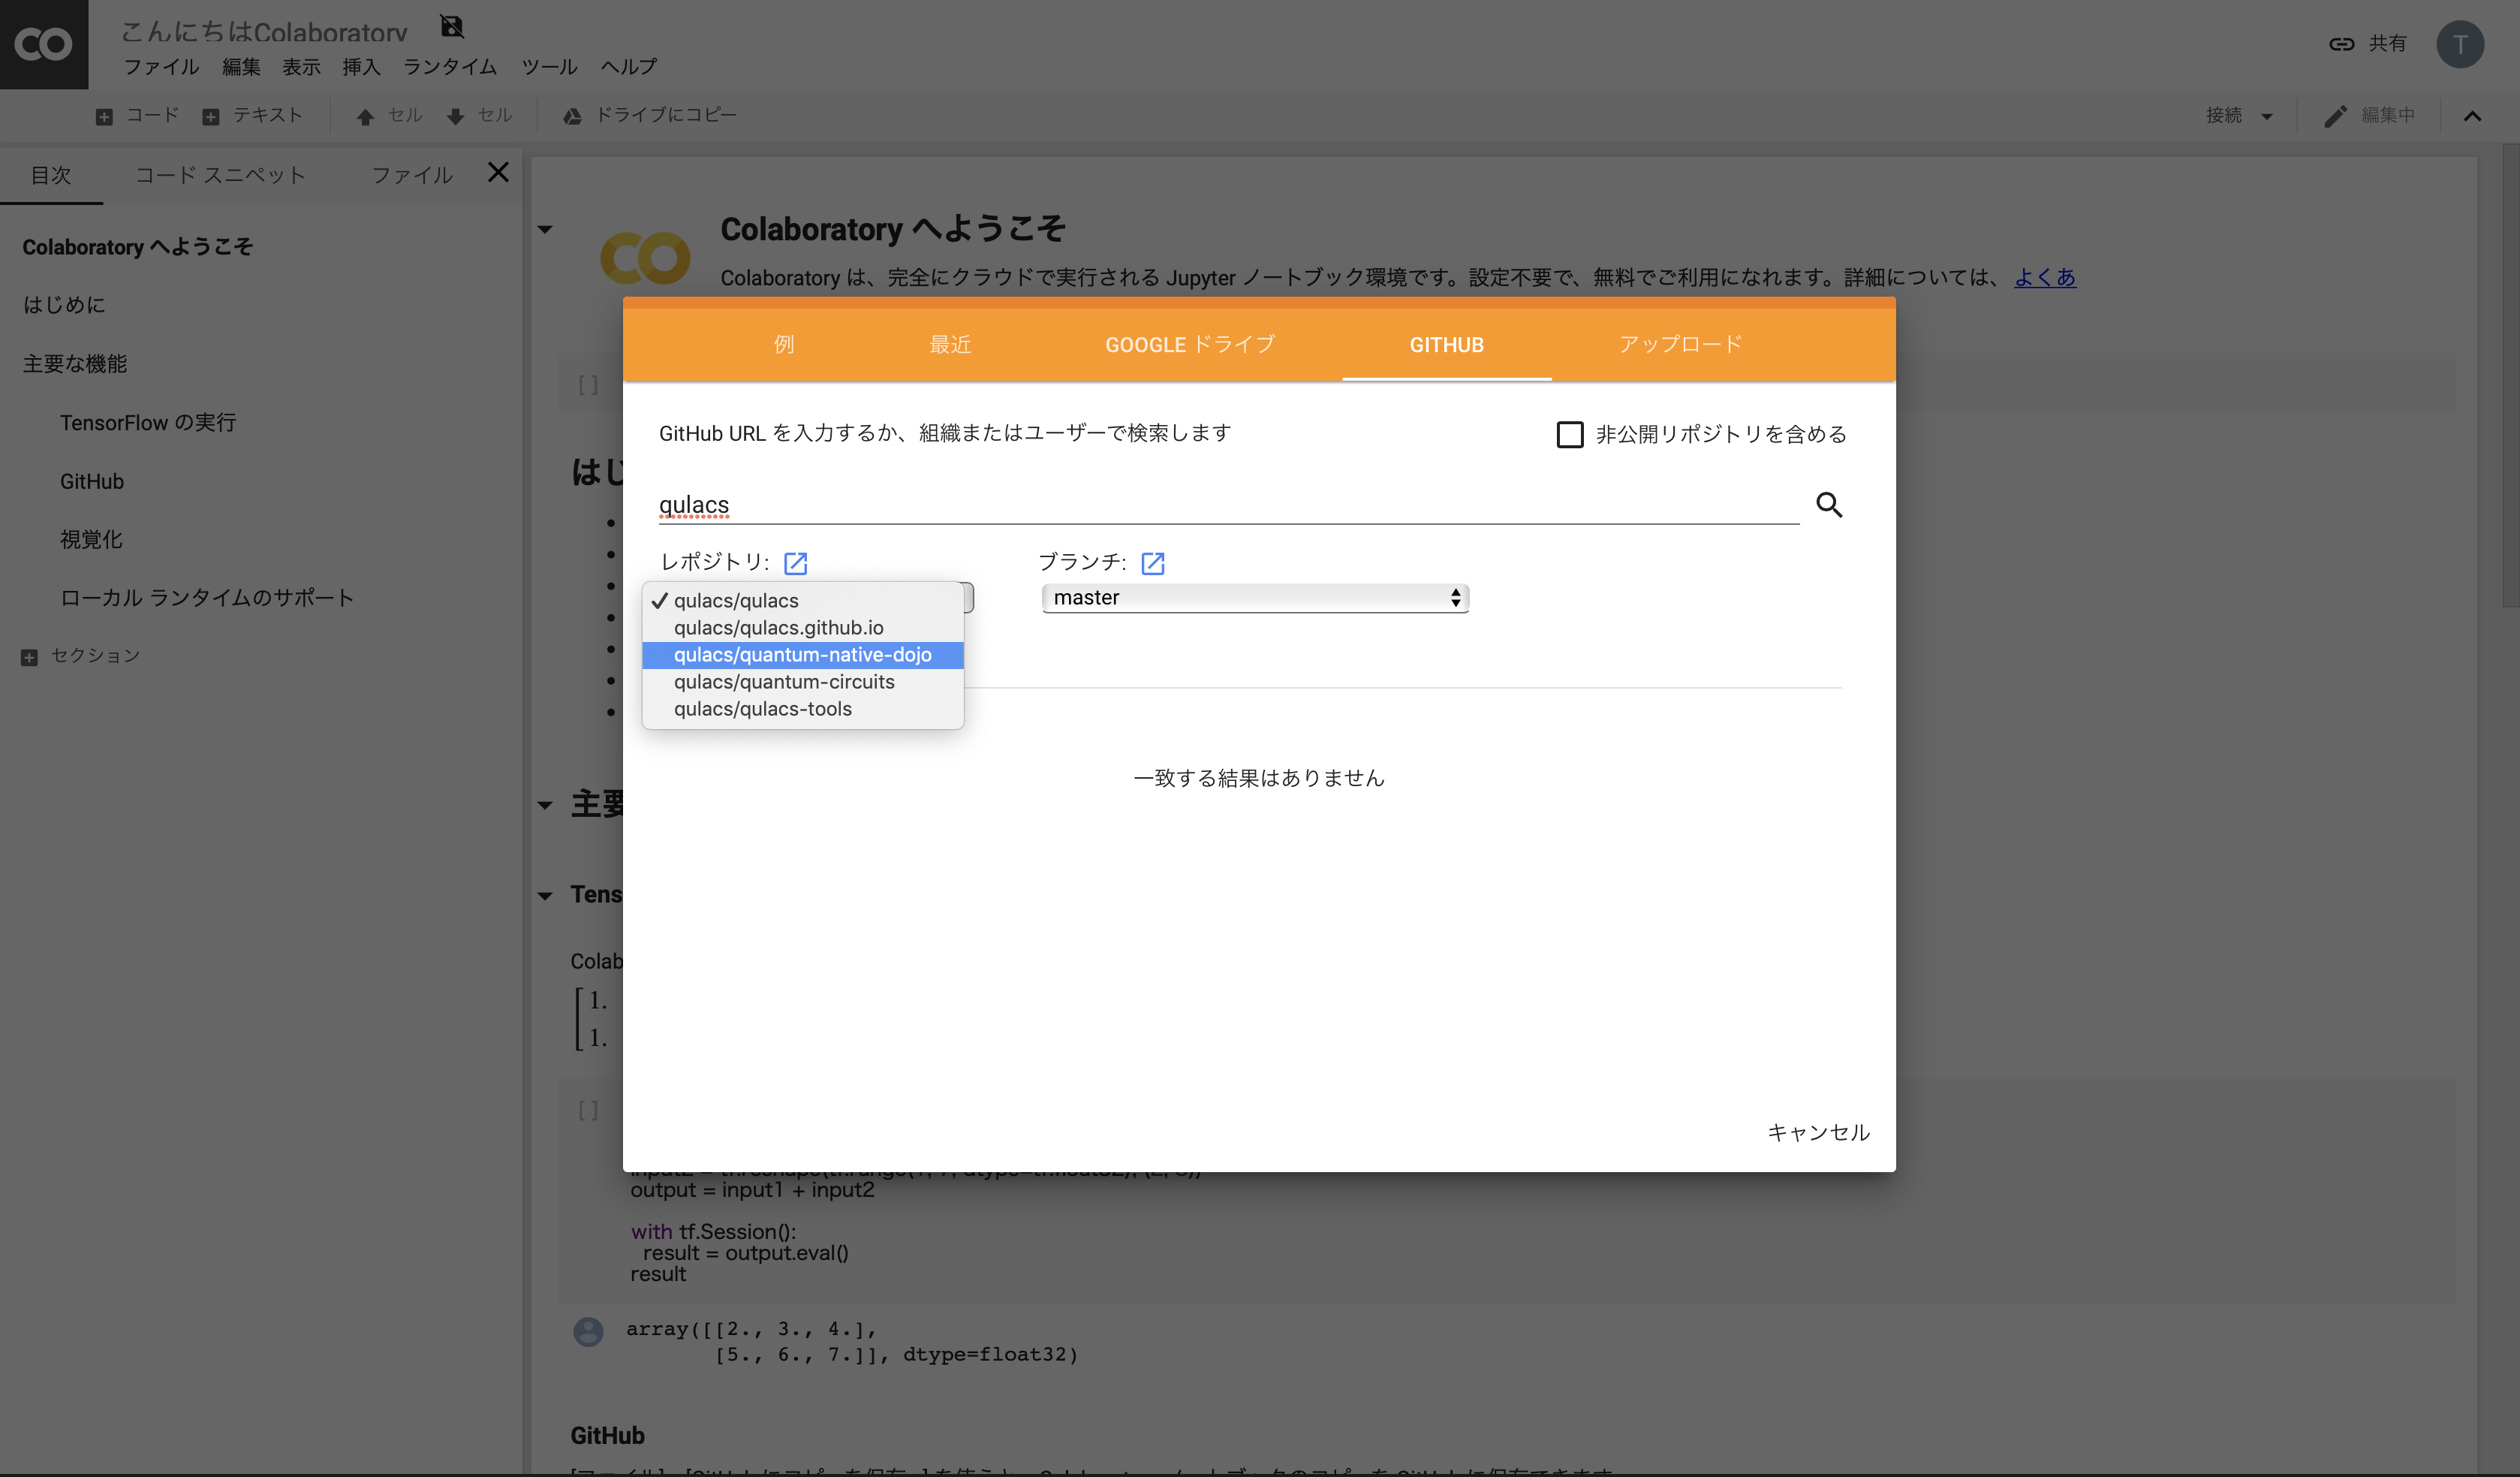 こんにちはColaboratory
ファイル 編集 表示 挿入 ランタイム ツール ヘルプ
共有
T
コード テキスト セル セル ドライブにコピー
接続 編集中
目次 コード スニペット ファイル
Colaboratory へようこそ
はじめに
主要な機能
TensorFlow の実行
GitHub
視覚化
ローカル ランタイムのサポート
セクション
Colaboratory へようこそ
Colaboratory は、完全にクラウドで実行される Jupyter ノートブック環境です。設定不要で、無料でご利用になれます。詳細については、よくあ
[ ]
はじ
主要
Tens
Colab
1.
1.
[ ]
例 最近 GOOGLE ドライブ GITHUB アップロード
GitHub URL を入力するか、組織またはユーザーで検索します
非公開リポジトリを含める
qulacs
レポジトリ: ブランチ:
qulacs/qulacs
qulacs/qulacs.github.io
qulacs/quantum-native-dojo
qulacs/quantum-circuits
qulacs/qulacs-tools
master
一致する結果はありません
キャンセル
input2 = tf.reshape(tf.range(1, 7, dtype=tf.float32), (2, 3))
output = input1 + input2
with tf.Session():
result = output.eval()
result
array([[2., 3., 4.],
[5., 6., 7.]], dtype=float32)
GitHub